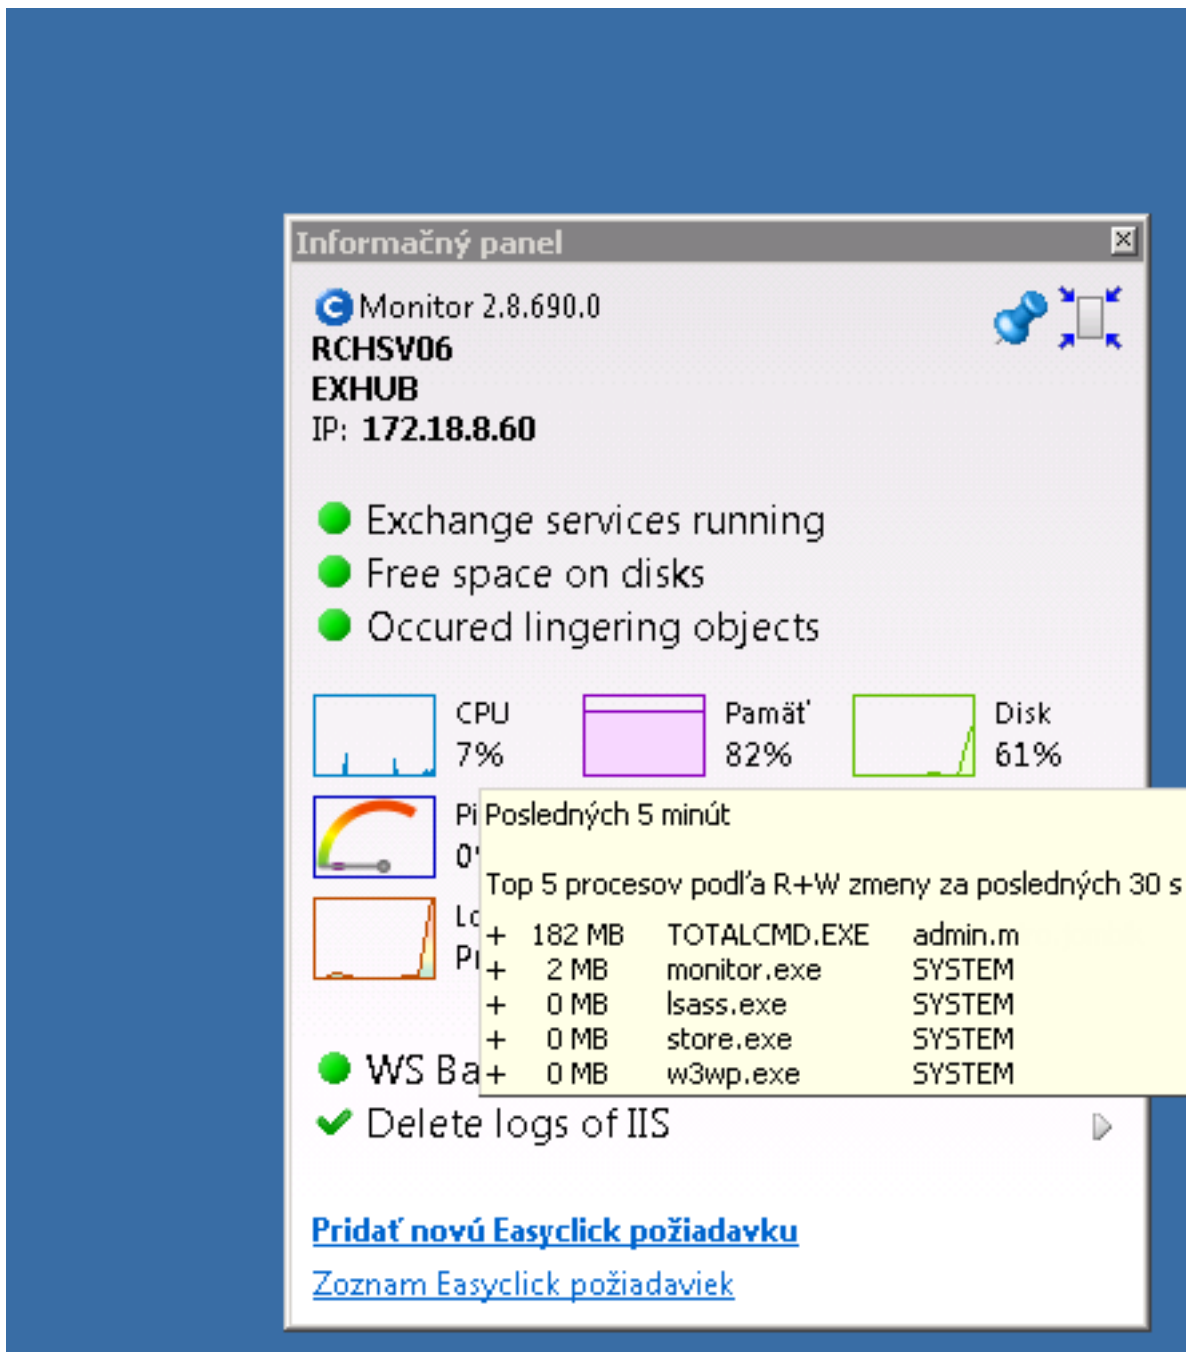 Informačný panel
Monitor 2.8.690.0
RCHSV06
EXHUB
IP: 172.18.8.60
Exchange services running
Free space on disks
Occured lingering objects
CPU
7%
Pamäť
82%
Disk
61%
Posledných 5 minút
Top 5 procesov podľa R+W zmeny za posledných 30 s
+ 182 MB TOTALCMD.EXE admin.m
+ 2 MB monitor.exe SYSTEM
+ 0 MB lsass.exe SYSTEM
+ 0 MB store.exe SYSTEM
+ 0 MB w3wp.exe SYSTEM
WS Ba
Delete logs of IIS
Pridať novú Easyclick požiadavku
Zoznam Easyclick požiadaviek